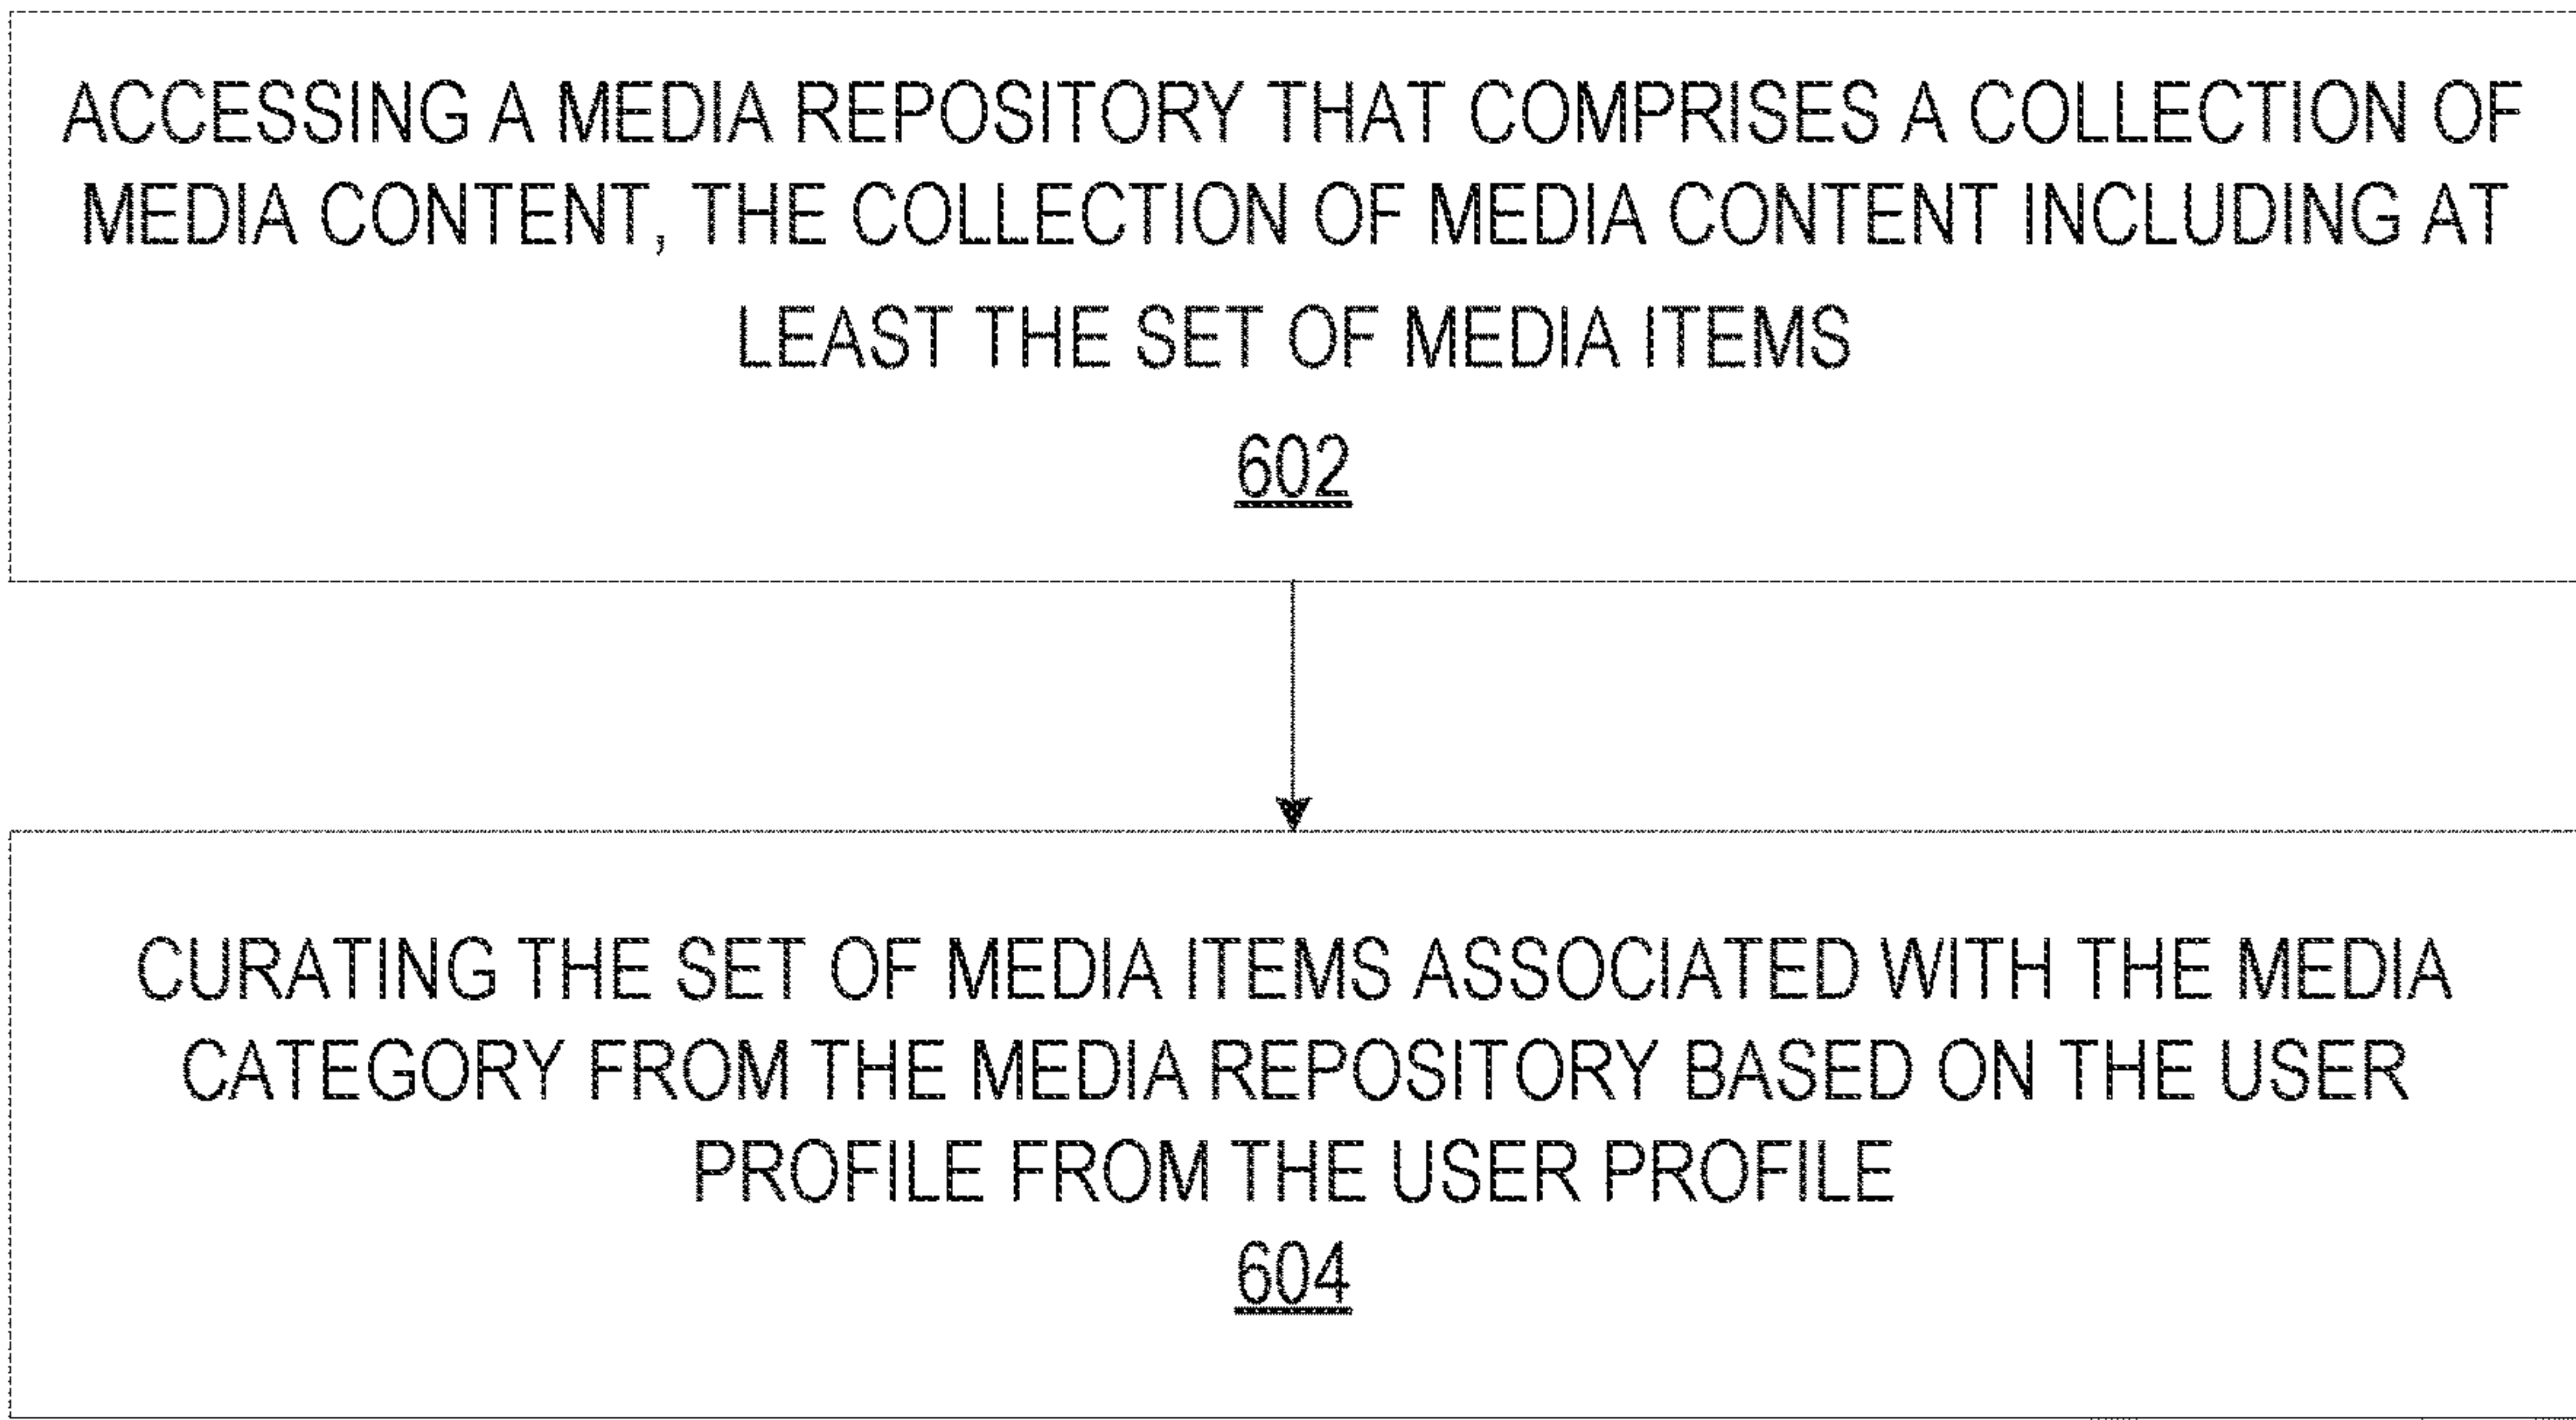 ACCESSING A MEDIA REPOSITORY THAT COMPRISES A COLLECTION OF
MEDIA CONTENT, THE COLLECTION OF MEDIA CONTENT INCLUDING AT
LEAST THE SET OF MEDIA ITEMS
602
CURATING THE SET OF MEDIA ITEMS ASSOCIATED WITH THE MEDIA
CATEGORY FROM THE MEDIA REPOSITORY BASED ON THE USER
PROFILE FROM THE USER PROFILE
604